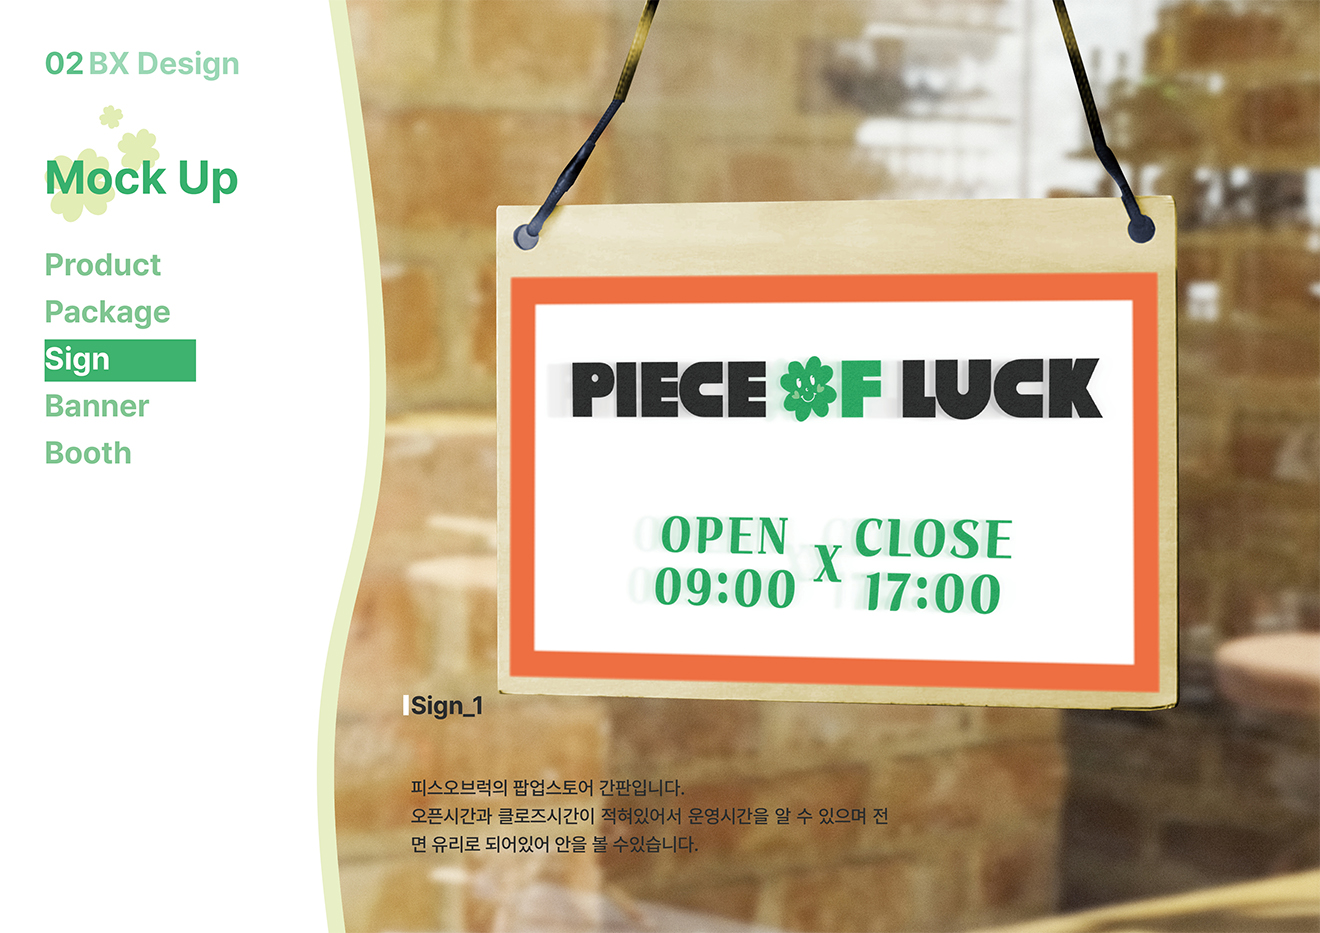 02 BX Design
Mock Up
Product
Package
Sign
Banner
Booth
PIECE OF LUCK
OPEN X CLOSE
09:00 17:00
Sign_1
피스오브럭의 팝업스토어 간판입니다.
오픈시간과 클로즈시간이 적혀있어서 운영시간을 알 수 있으며 전
면 유리로 되어있어 안을 볼 수있습니다.